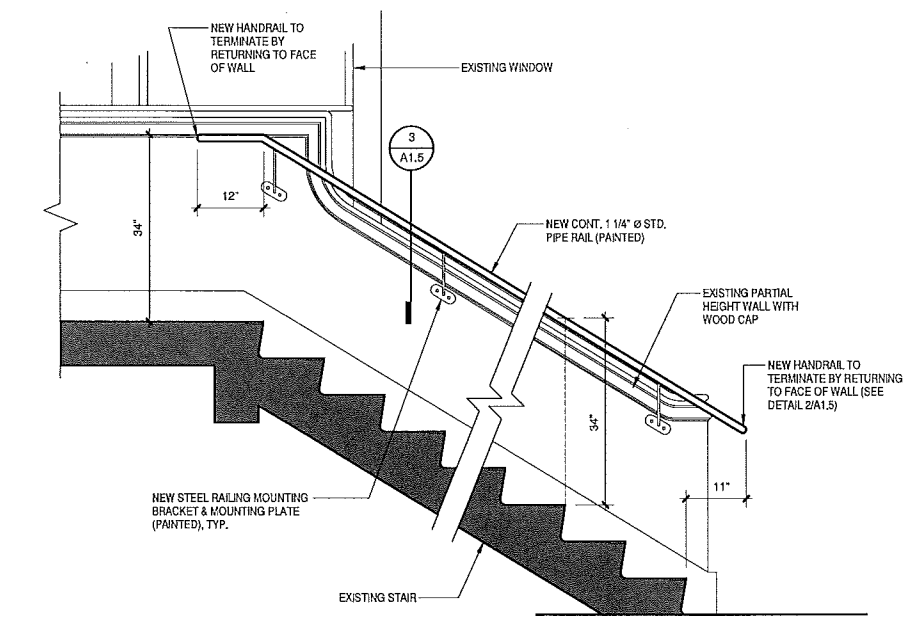 NEW HANDRAIL TO
TERMINATE BY
RETURNING TO FACE
OF WALL
EXISTING WINDOW
3
A1.5
12"
34"
NEW CONT. 1 1/4" Ø STD.
PIPE RAIL (PAINTED)
EXISTING PARTIAL
HEIGHT WALL WITH
WOOD CAP
NEW HANDRAIL TO
TERMINATE BY RETURNING
TO FACE OF WALL (SEE
DETAIL 2/A1.5)
34"
11"
NEW STEEL RAILING MOUNTING
BRACKET & MOUNTING PLATE
(PAINTED), TYP.
EXISTING STAIR